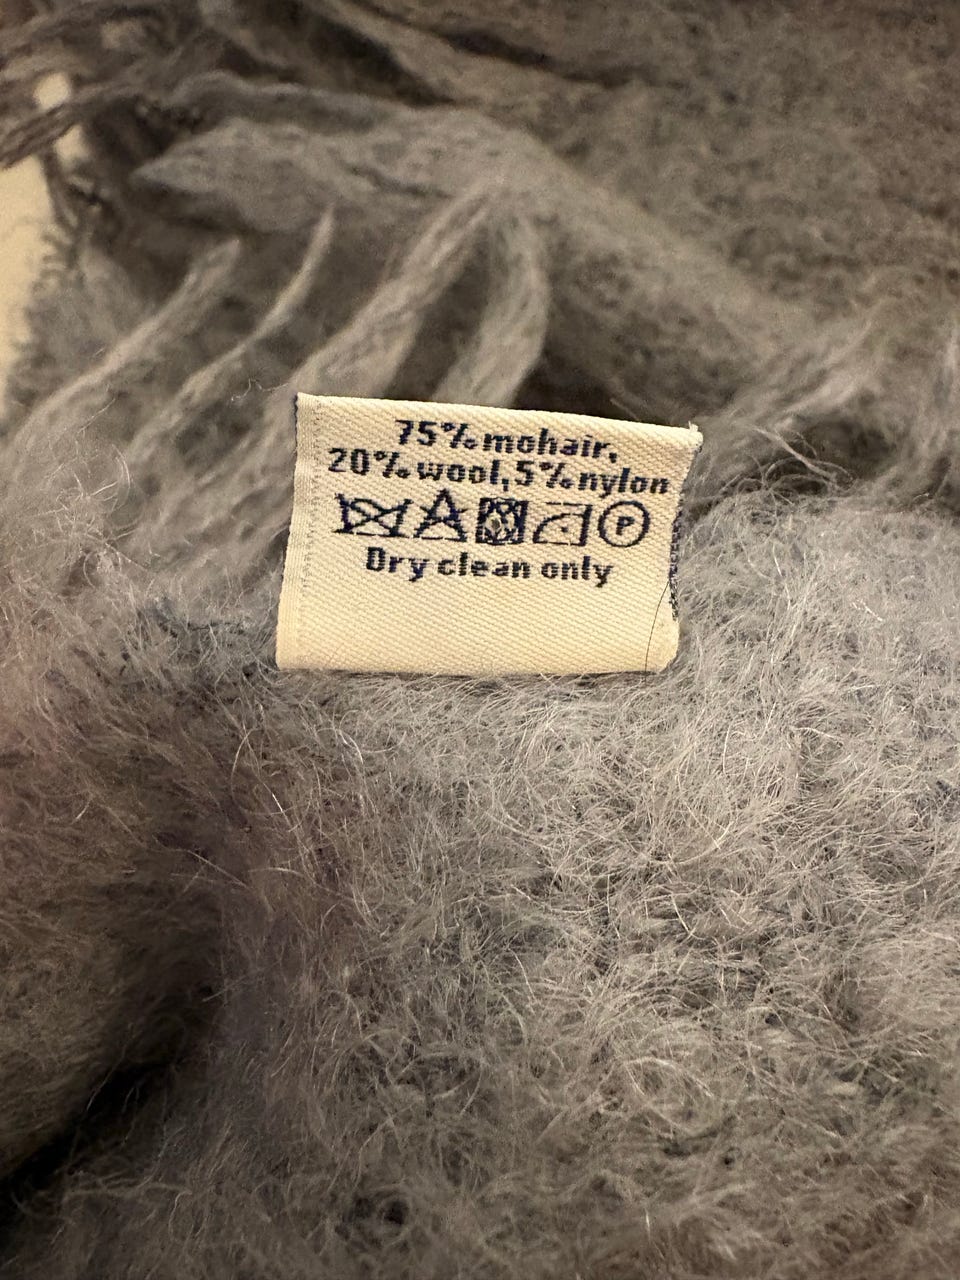 75% mohair,
20% wool, 5% nylon
P
Dry clean only